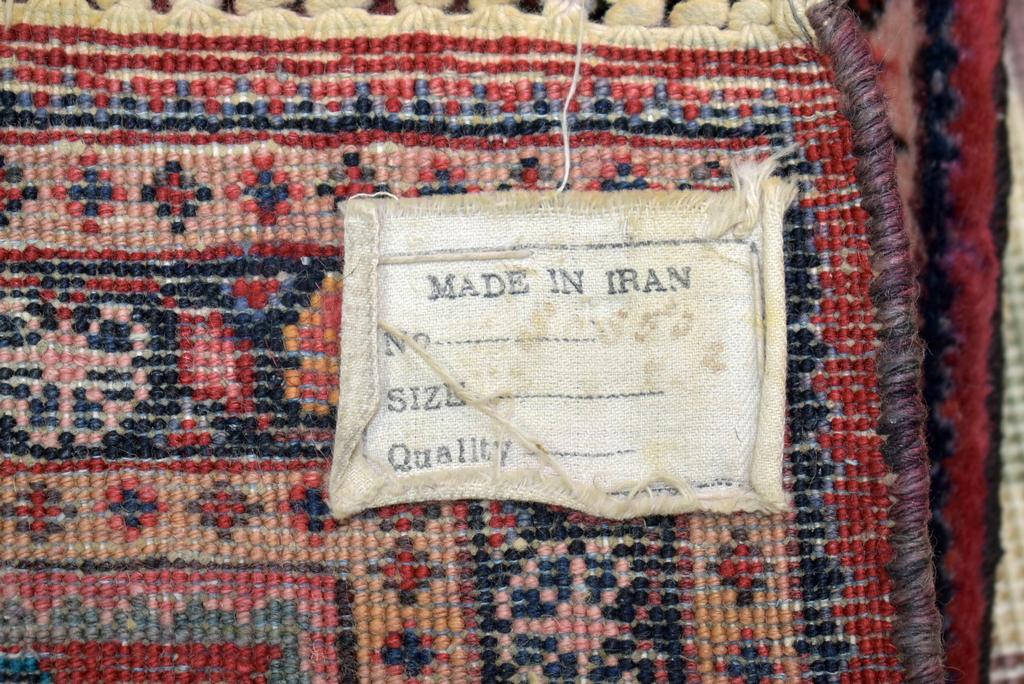 MADE IN IRAN
No
SIZE
Quality